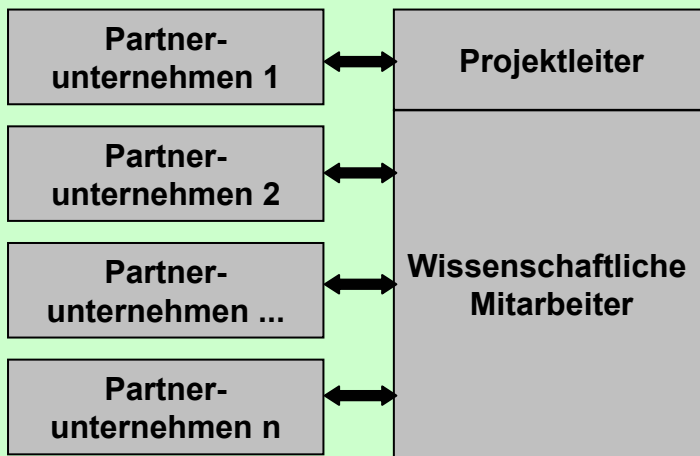 Partner-
unternehmen 1
Projektleiter
Partner-
unternehmen 2
Partner-
unternehmen ...
Wissenschaftliche
Mitarbeiter
Partner-
unternehmen n